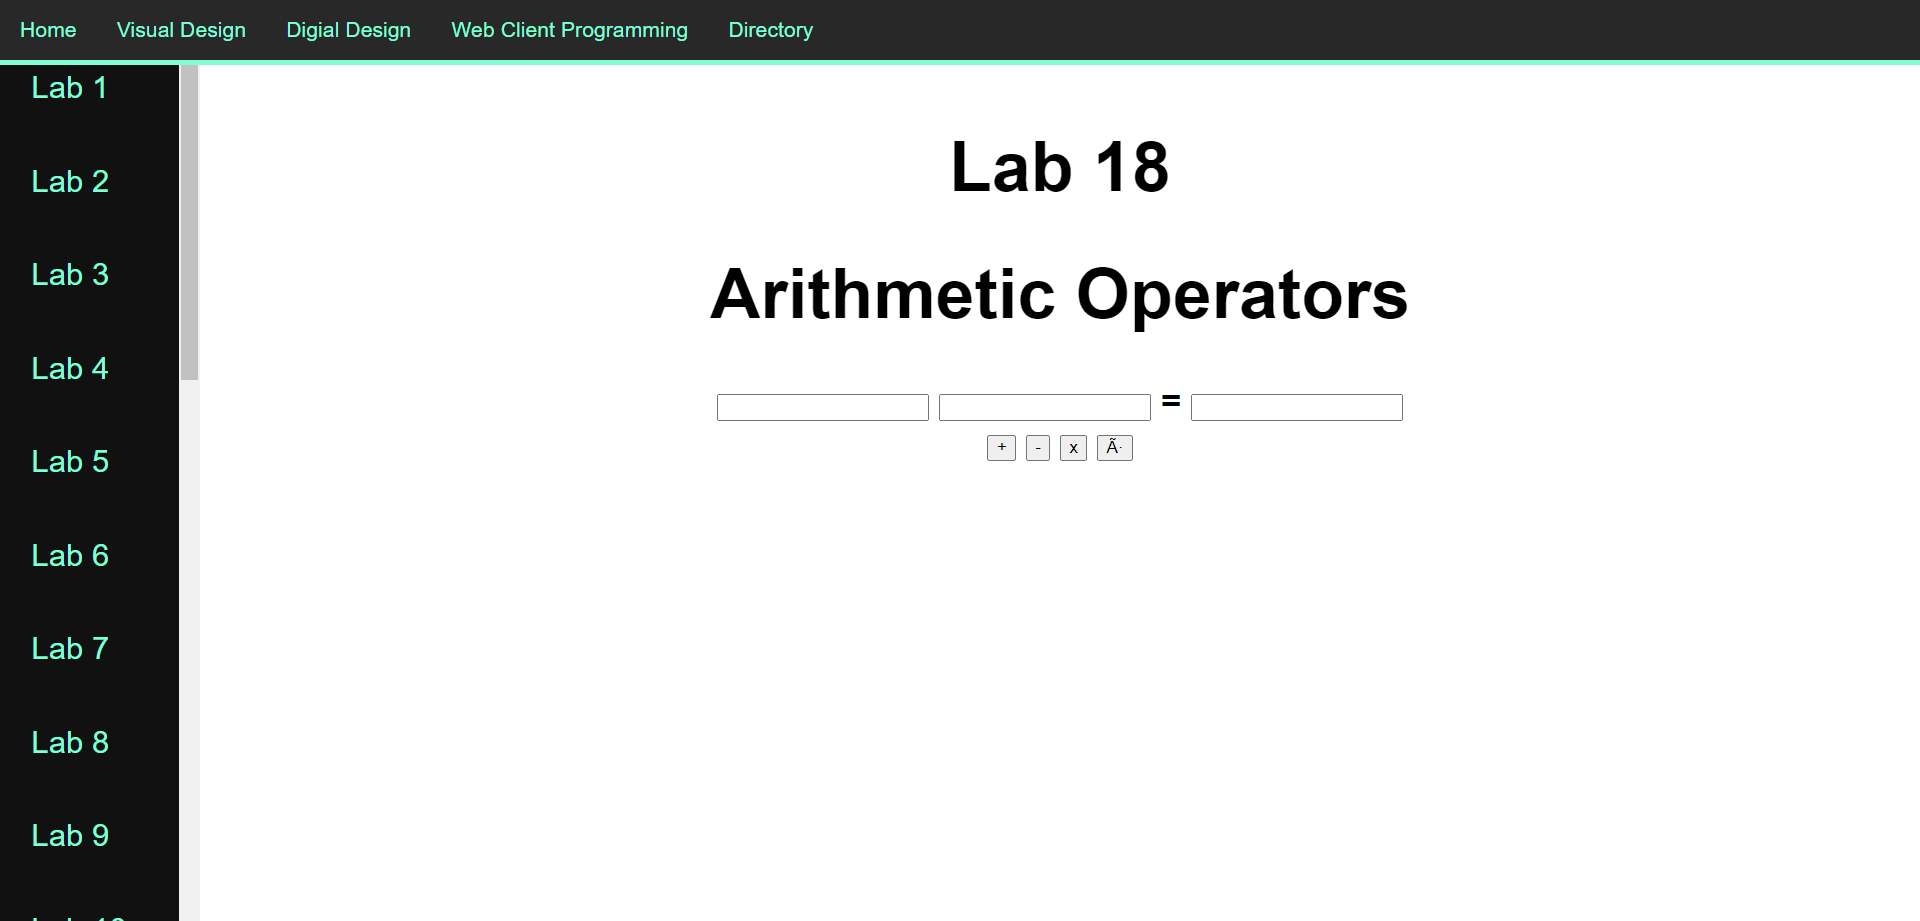 Home Visual Design Digial Design Web Client Programming Directory
Lab 1
Lab 2
Lab 3
Lab 4
Lab 5
Lab 6
Lab 7
Lab 8
Lab 9
Lab 18
Arithmetic Operators
=
+ - x Ã·